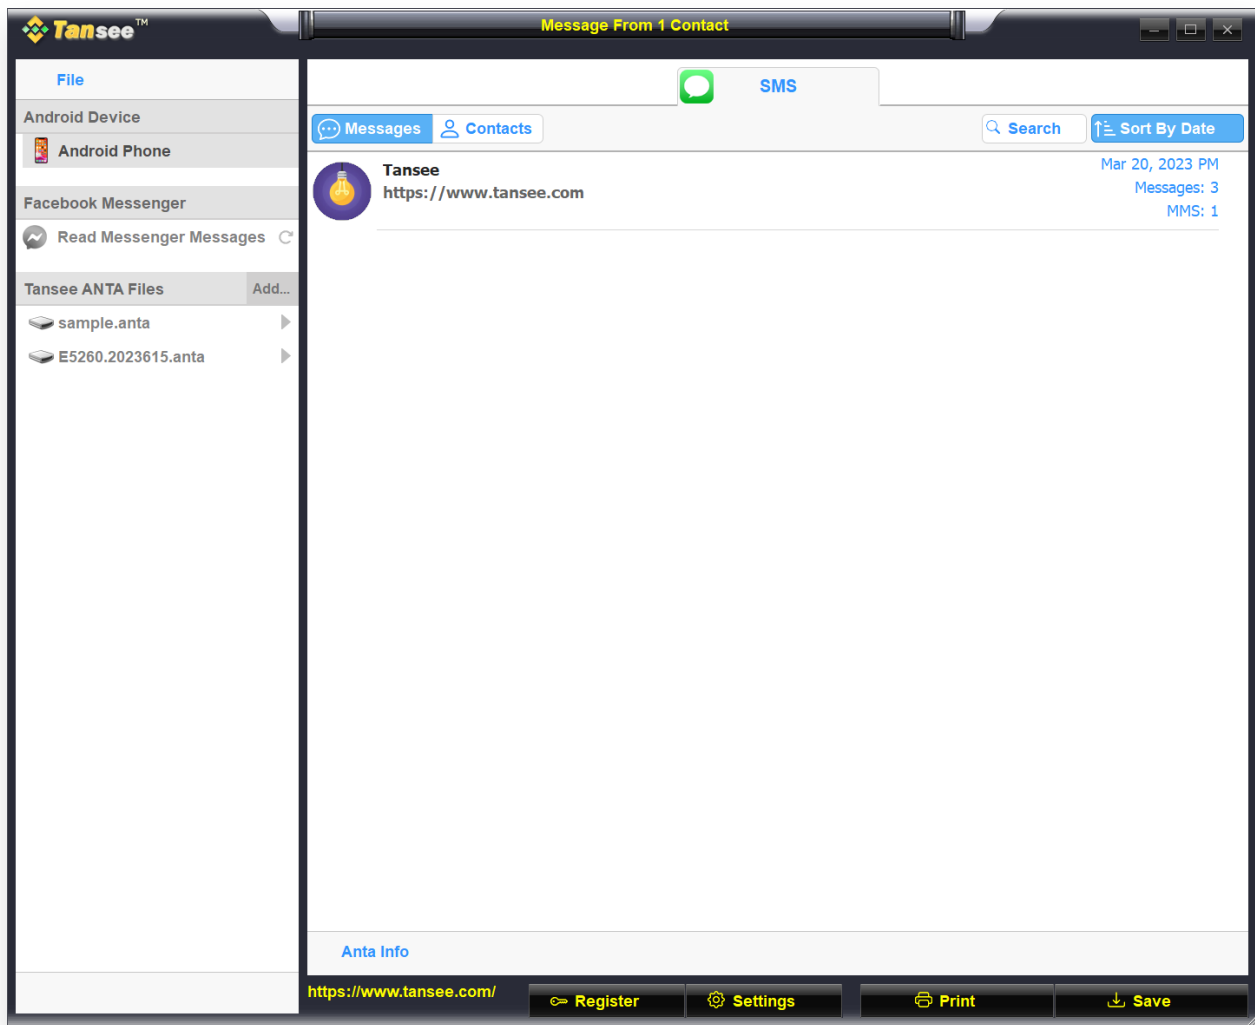 Tansee™
Message From 1 Contact
File
Android Device
Android Phone
Facebook Messenger
Read Messenger Messages
Tansee ANTA Files
Add...
sample.anta
E5260.2023615.anta
SMS
Messages
Contacts
Search
Sort By Date
Tansee
https://www.tansee.com
Mar 20, 2023 PM
Messages: 3
MMS: 1
Anta Info
https://www.tansee.com/
Register
Settings
Print
Save